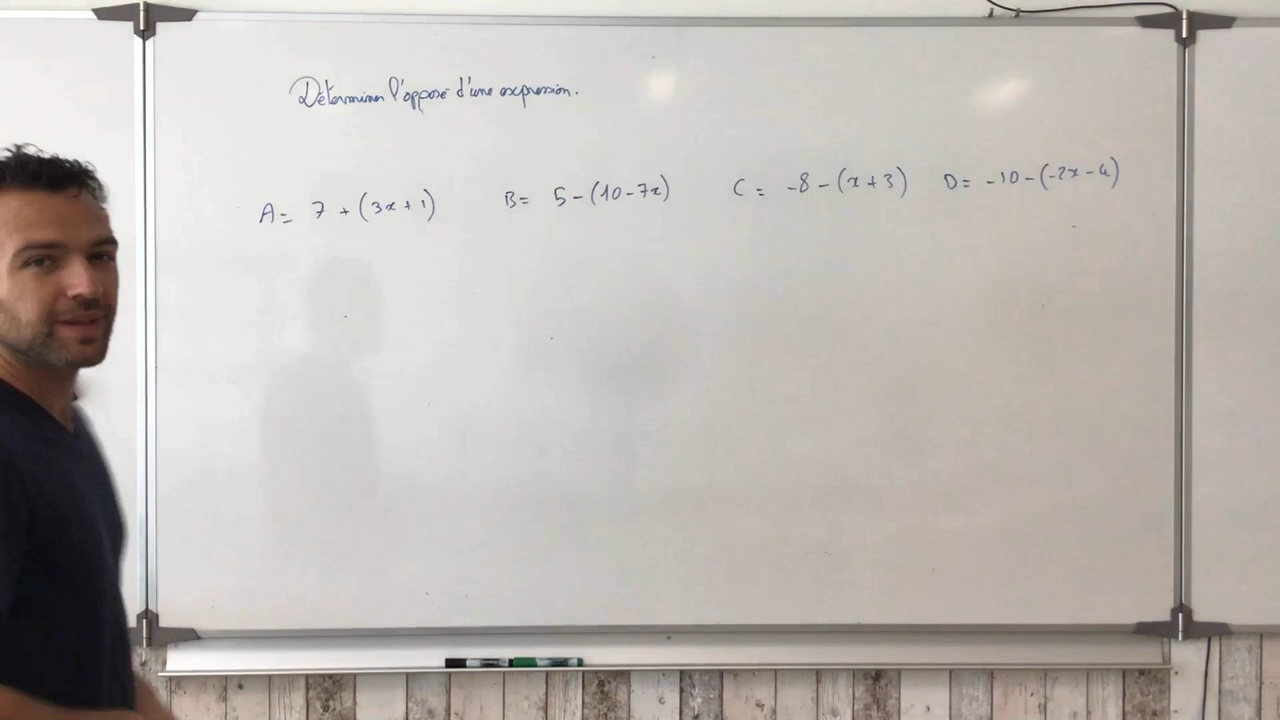 Déterminer l'opposé d'une expression.
A = 7 + (3x + 1) B = 5 - (10 - 7x) C = -8 - (x + 3) D = -10 - (-2x - 4)